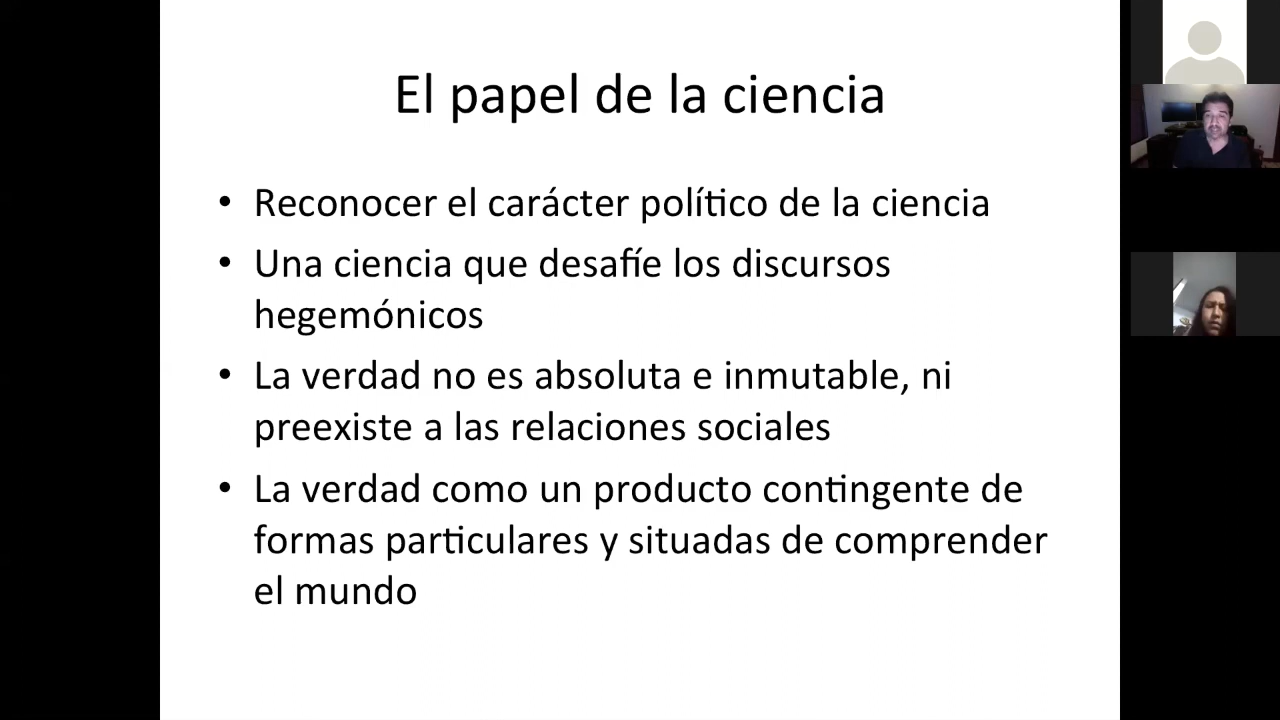 El papel de la ciencia
• Reconocer el carácter político de la ciencia
• Una ciencia que desafíe los discursos
hegemónicos
• La verdad no es absoluta e inmutable, ni
preexiste a las relaciones sociales
• La verdad como un producto contingente de
formas particulares y situadas de comprender
el mundo